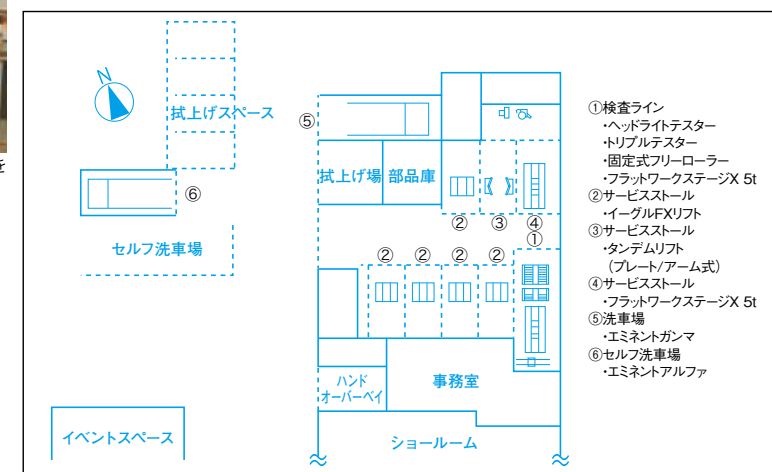 を
N
拭上げスペース
⑤
拭上げ場
部品庫
②
③
④
①
⑥
セルフ洗車場
②
②
②
②
ハンド
オーバーベイ
事務室
イベントスペース
ショールーム
①検査ライン
・ヘッドライトテスター
・トリプルテスター
・固定式フリーローラー
・フラットワークステージX 5t
②サービスストール
・イーグルFXリフト
③サービスストール
・タンデムリフト
(プレート/アーム式)
④サービスストール
・フラットワークステージX 5t
⑤洗車場
・エミネントガンマ
⑥セルフ洗車場
・エミネントアルファ